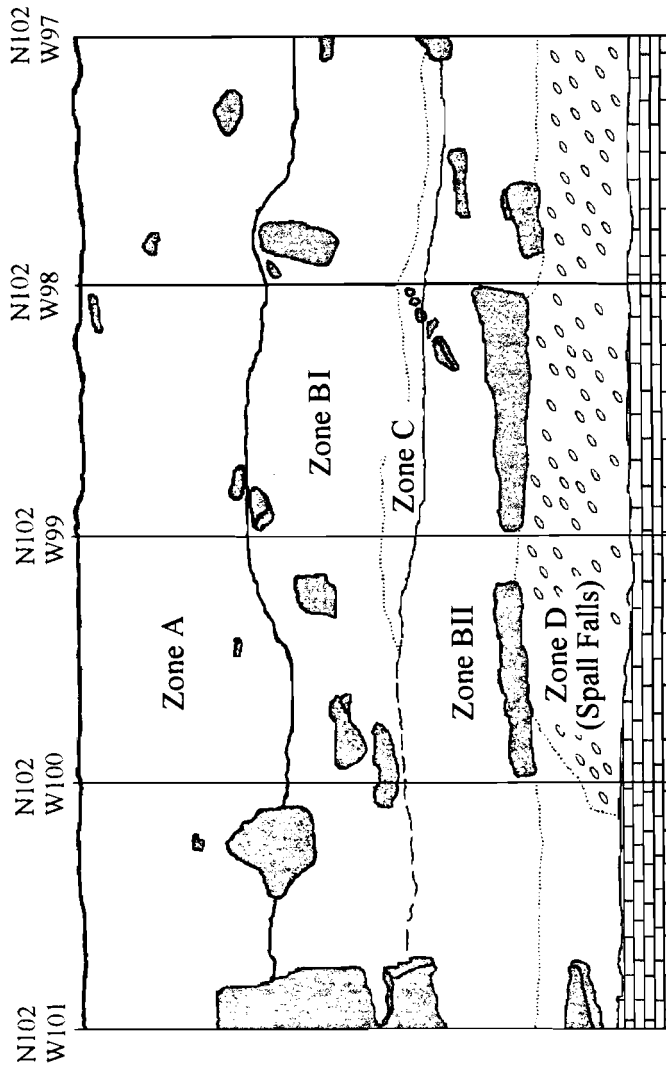 N102
W101
N102
W100
N102
W99
N102
W98
N102
W97
Zone A
Zone BI
Zone C
Zone BII
Zone D
(Spall Falls)